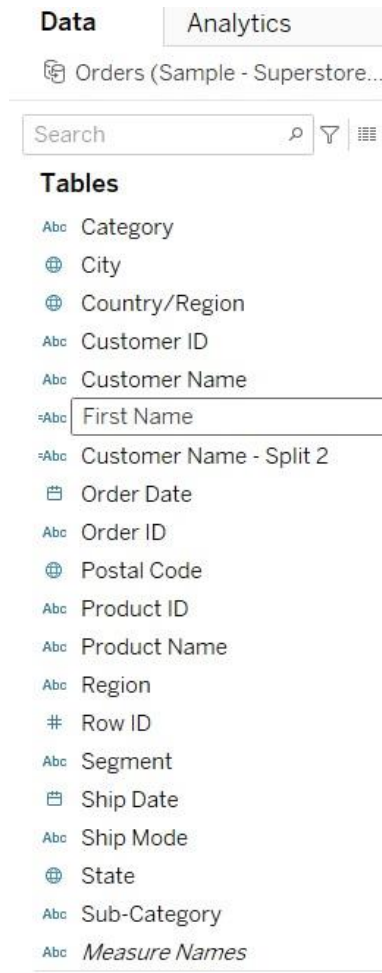 Data Analytics
Orders (Sample - Superstore...
Search
Tables
Abc Category
City
Country/Region
Abc Customer ID
Abc Customer Name
=Abc First Name
=Abc Customer Name - Split 2
Order Date
Abc Order ID
Postal Code
Abc Product ID
Abc Product Name
Abc Region
# Row ID
Abc Segment
Ship Date
Abc Ship Mode
State
Abc Sub-Category
Abc Measure Names